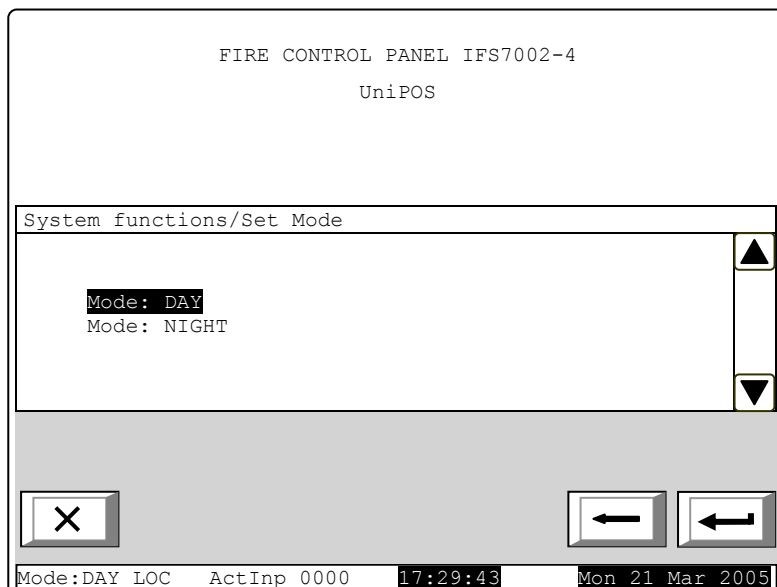 FIRE CONTROL PANEL IFS7002-4
UniPOS
System functions/Set Mode
Mode: DAY
Mode: NIGHT
Mode:DAY LOC ActInp 0000 17:29:43 Mon 21 Mar 2005